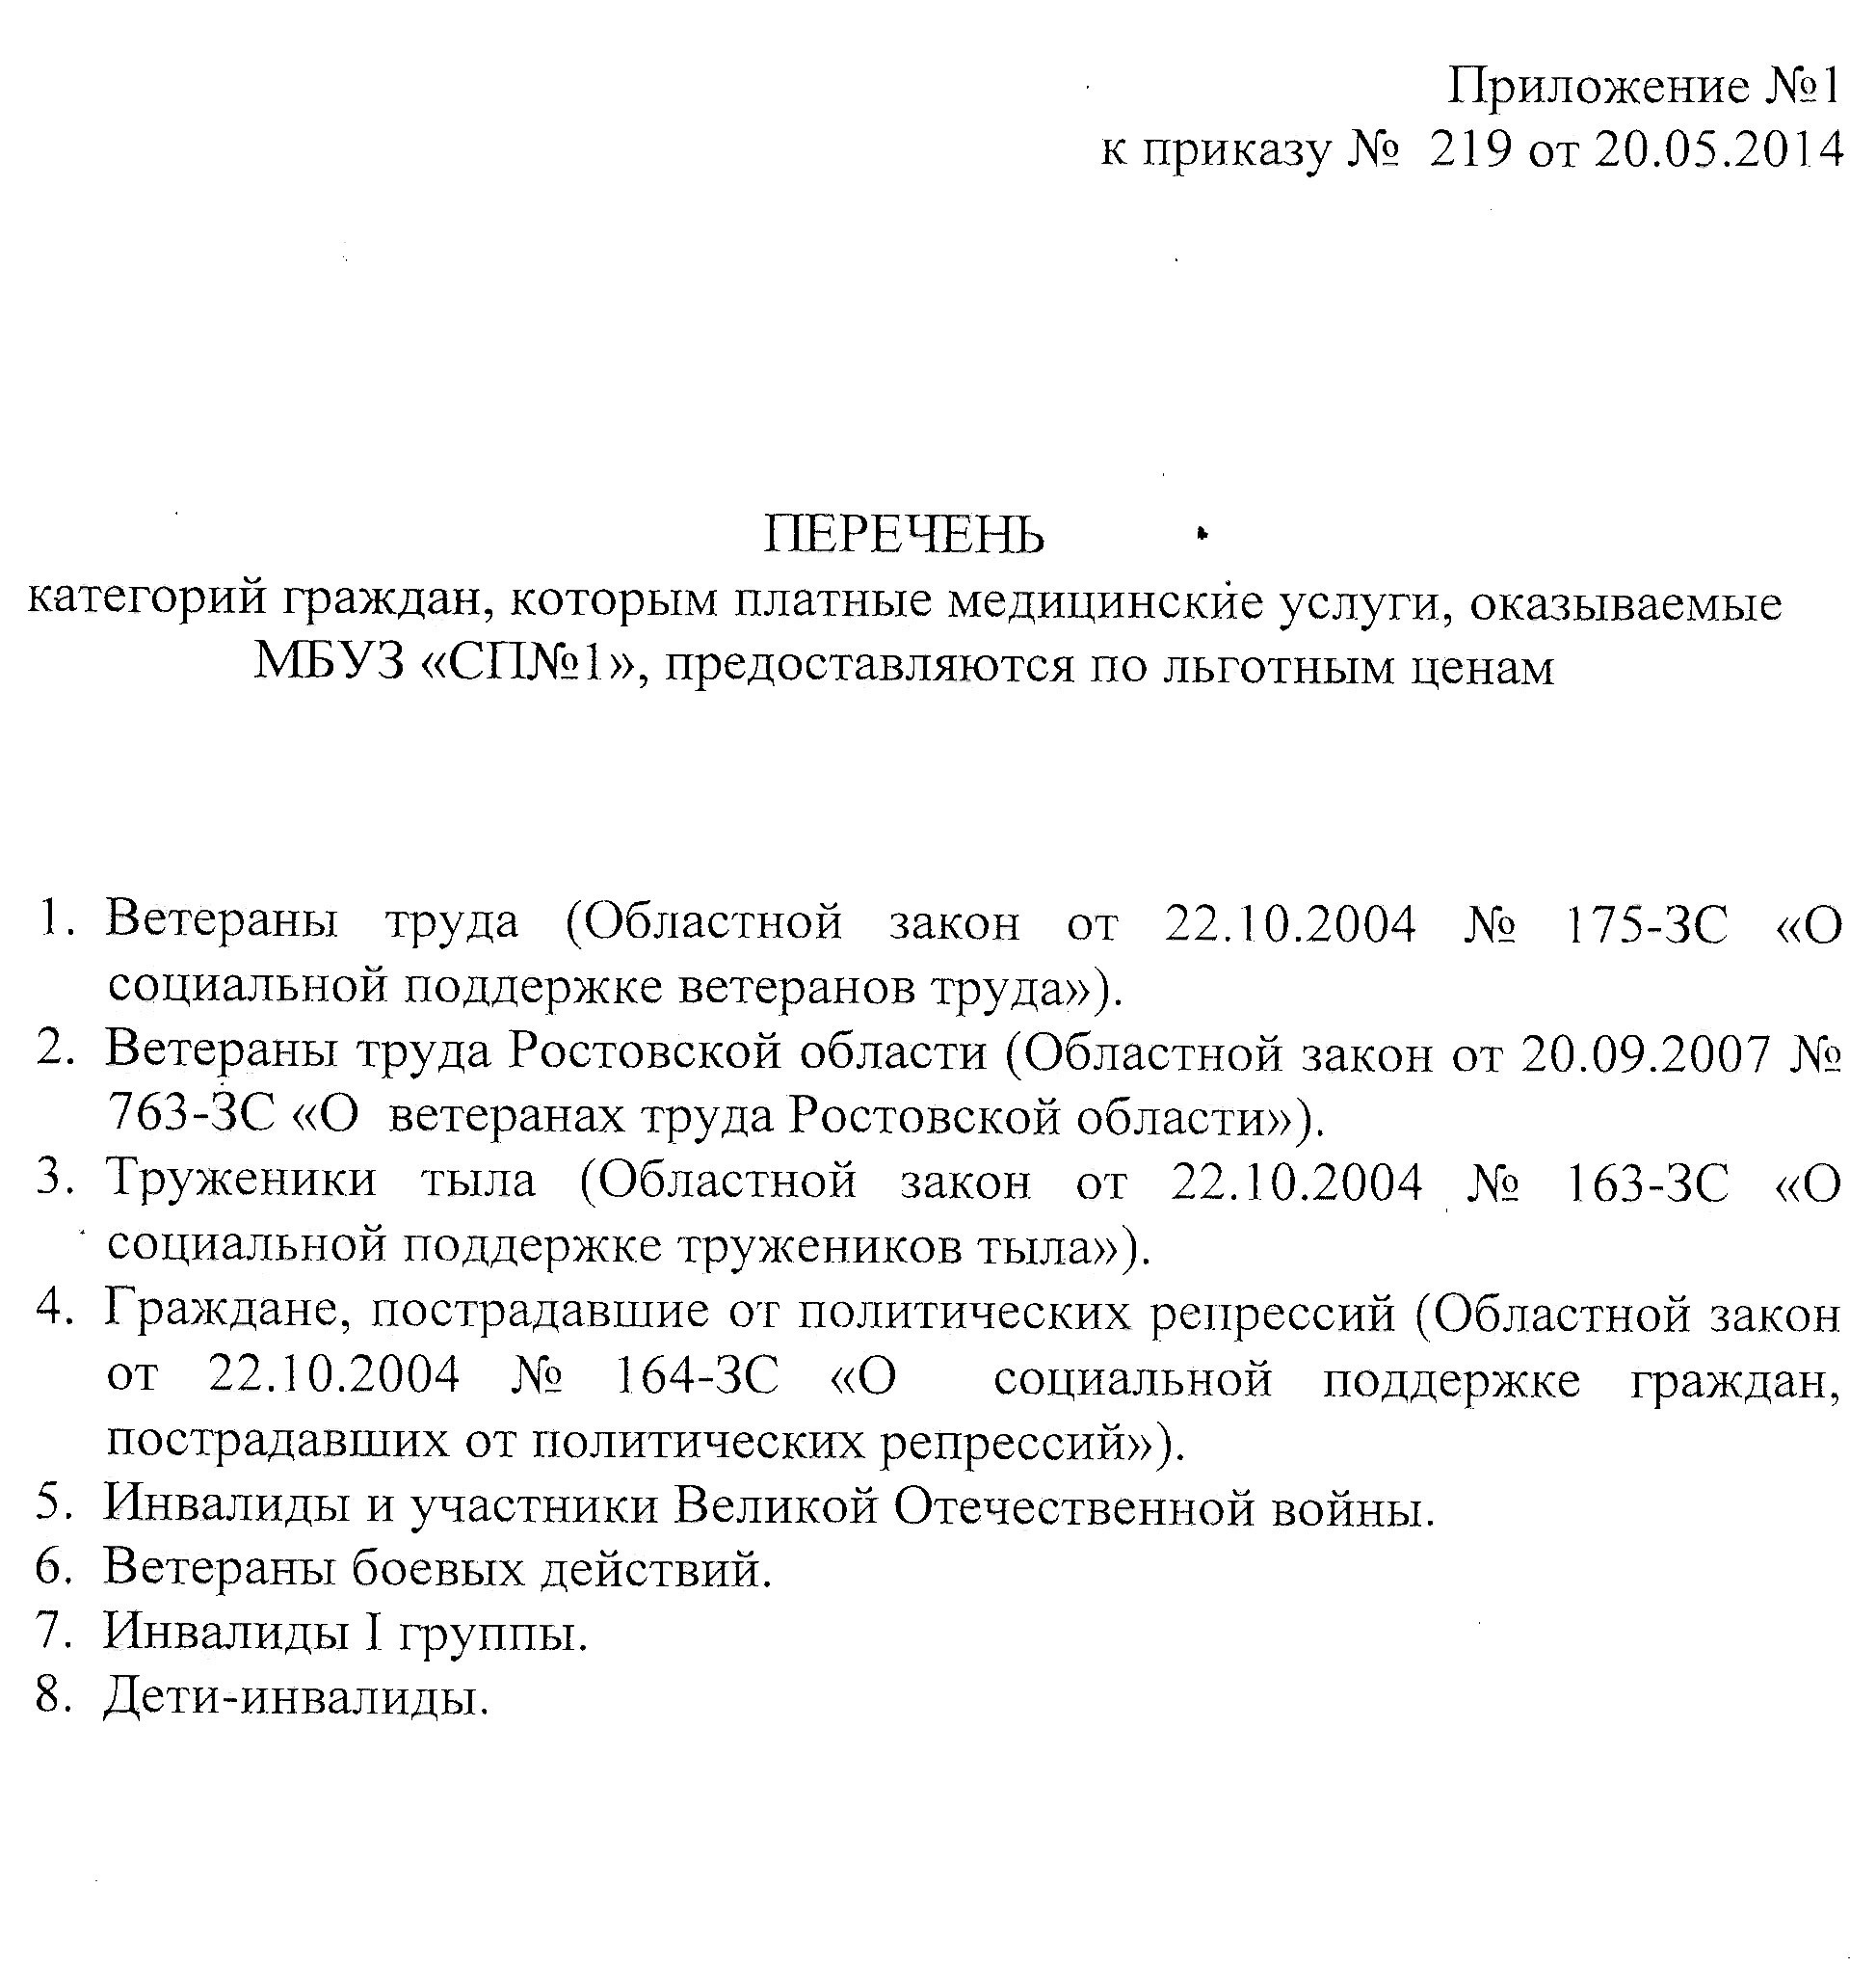 Приложение №1
к приказу № 219 от 20.05.2014
ПЕРЕЧЕНЬ
категорий граждан, которым платные медицинские услуги, оказываемые
МБУЗ «СП№1», предоставляются по льготным ценам
1. Ветераны труда (Областной закон от 22.10.2004 № 175-ЗС «О
социальной поддержке ветеранов труда»).
2. Ветераны труда Ростовской области (Областной закон от 20.09.2007 №
763-ЗС «О ветеранах труда Ростовской области»).
3. Труженики тыла (Областной закон от 22.10.2004 № 163-ЗС «О
социальной поддержке тружеников тыла»).
4. Граждане, пострадавшие от политических репрессий (Областной закон
от 22.10.2004 № 164-ЗС «О социальной поддержке граждан,
пострадавших от политических репрессий»).
5. Инвалиды и участники Великой Отечественной войны.
6. Ветераны боевых действий.
7. Инвалиды I группы.
8. Дети-инвалиды.